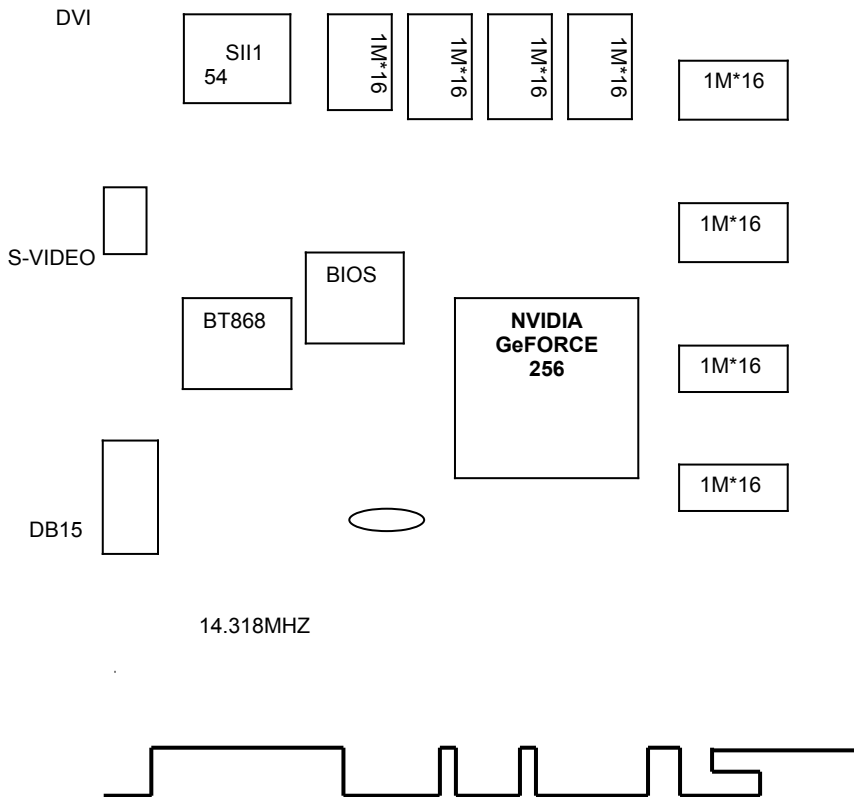 DVI
SII1
54
1M*16
1M*16
1M*16
1M*16
1M*16
1M*16
S-VIDEO
BIOS
BT868
NVIDIA
GeFORCE
256
1M*16
1M*16
DB15
14.318MHZ